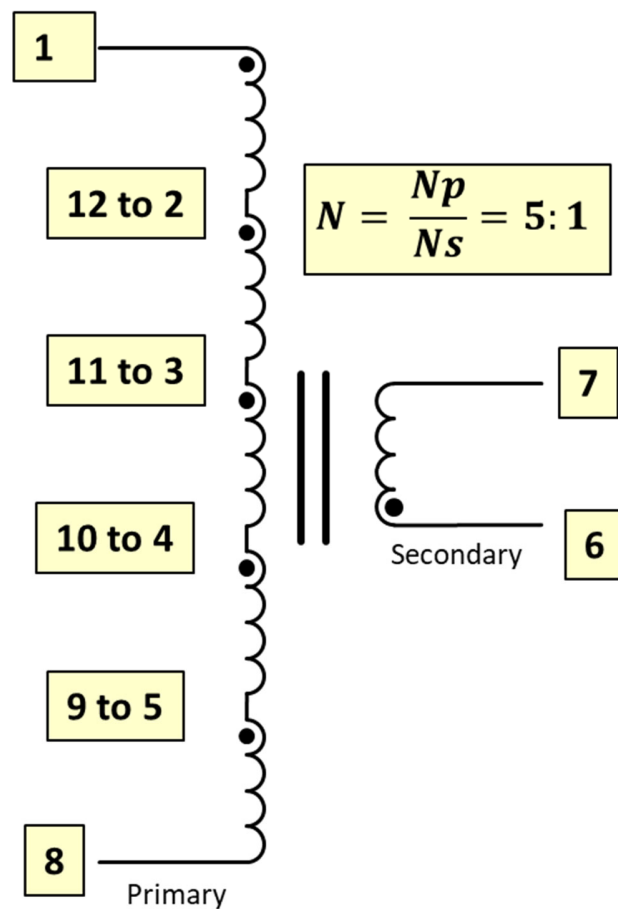 1
12 to 2
N = Np/Ns = 5:1
11 to 3
7
10 to 4
6
Secondary
9 to 5
8
Primary